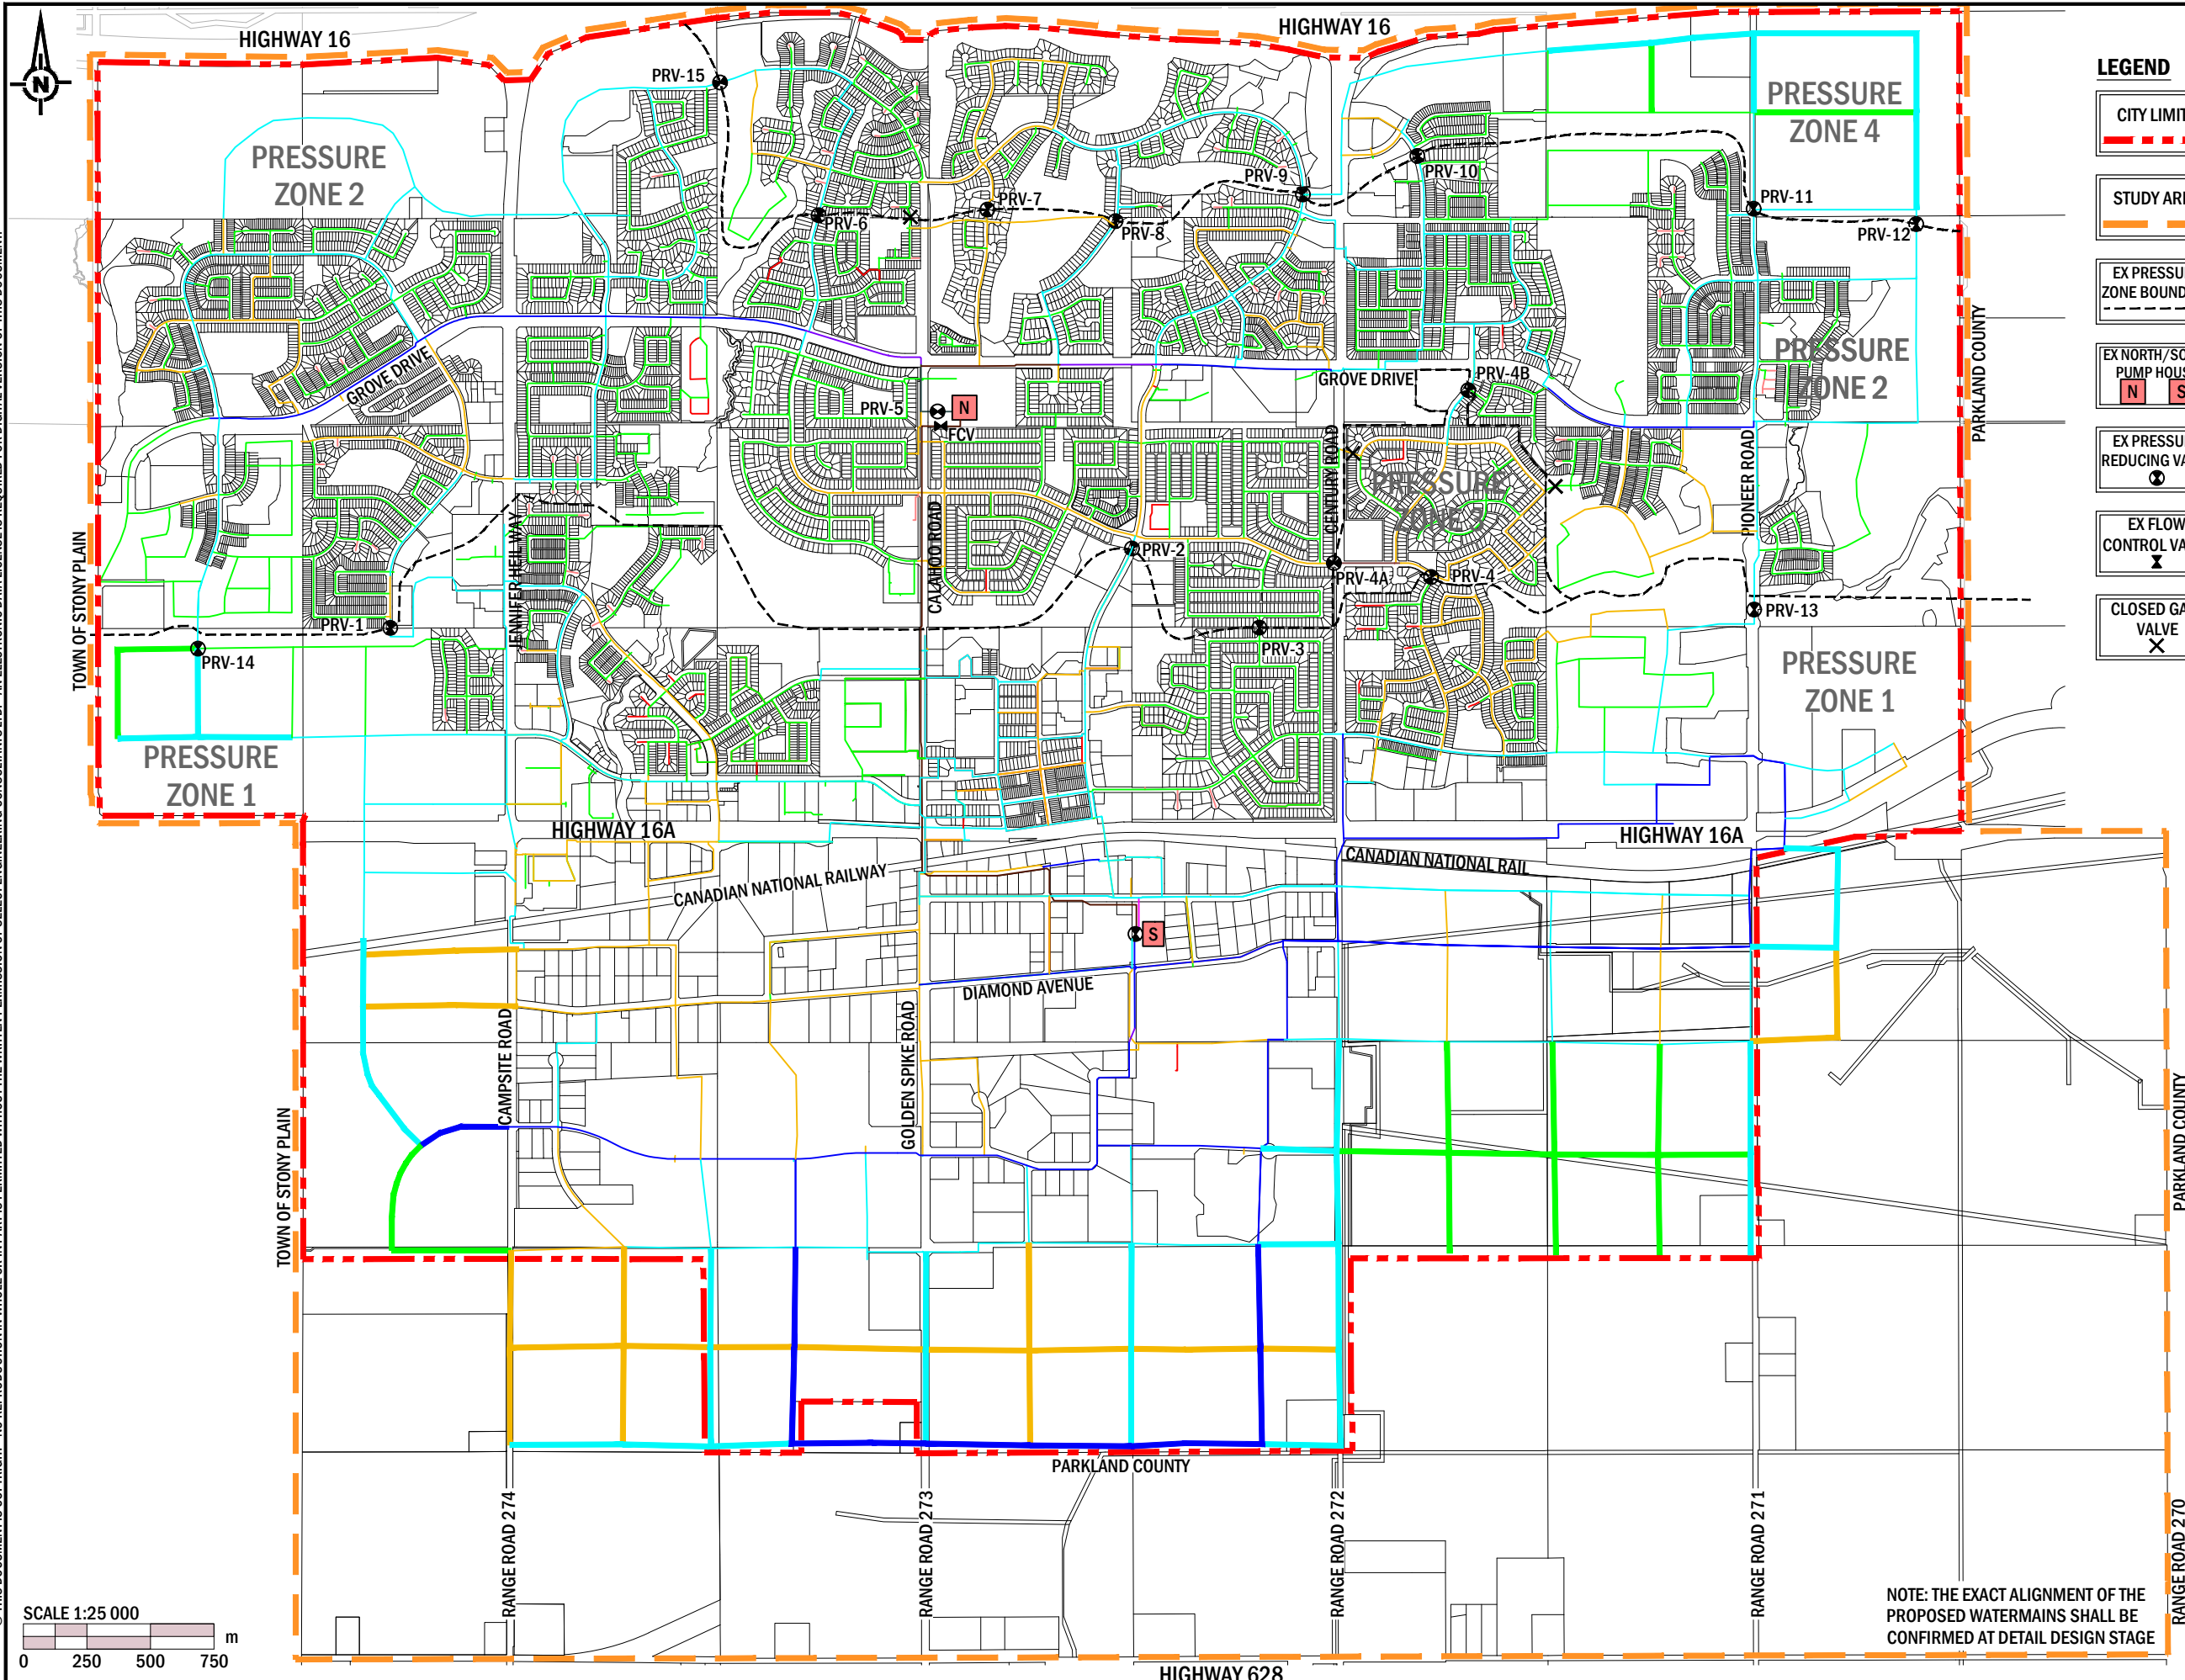 HIGHWAY 16
HIGHWAY 16
N
LEGEND
CITY LIMIT
STUDY ARE
EX PRESSU
ZONE BOUND
EX NORTH/SO
PUMP HOUS
N S
EX PRESSU
REDUCING VA
EX FLOW
CONTROL VA
CLOSED GA
VALVE
PRV-15
PRESSURE
ZONE 4
PRESSURE
ZONE 2
PRV-9
PRV-10
PRV-7
PRV-6
PRV-8
PRV-11
PRV-12
PARKLAND COUNTY
PRESSURE
ZONE 2
GROVE DRIVE
GROVE DRIVE
PRV-4B
PRV-5
N
FCV
CENTURY ROAD
PIONEER ROAD
PRESSURE
ZONE 3
CALAHOO ROAD
JENNIFER HEIL WAY
TOWN OF STONY PLAIN
PRV-2
PRV-4A
PRV-4
PRV-13
PRV-1
PRV-14
PRV-3
PRESSURE
ZONE 1
PRESSURE
ZONE 1
HIGHWAY 16A
HIGHWAY 16A
CANADIAN NATIONAL RAILWAY
CANADIAN NATIONAL RAIL
S
DIAMOND AVENUE
CAMPSITE ROAD
GOLDEN SPIKE ROAD
TOWN OF STONY PLAIN
PARKLAND COUNTY
PARKLAND COUNTY
RANGE ROAD 274
RANGE ROAD 273
RANGE ROAD 272
RANGE ROAD 271
RANGE ROAD 270
SCALE 1:25 000
m
0 250 500 750
NOTE: THE EXACT ALIGNMENT OF THE
PROPOSED WATERMAINS SHALL BE
CONFIRMED AT DETAIL DESIGN STAGE
HIGHWAY 628